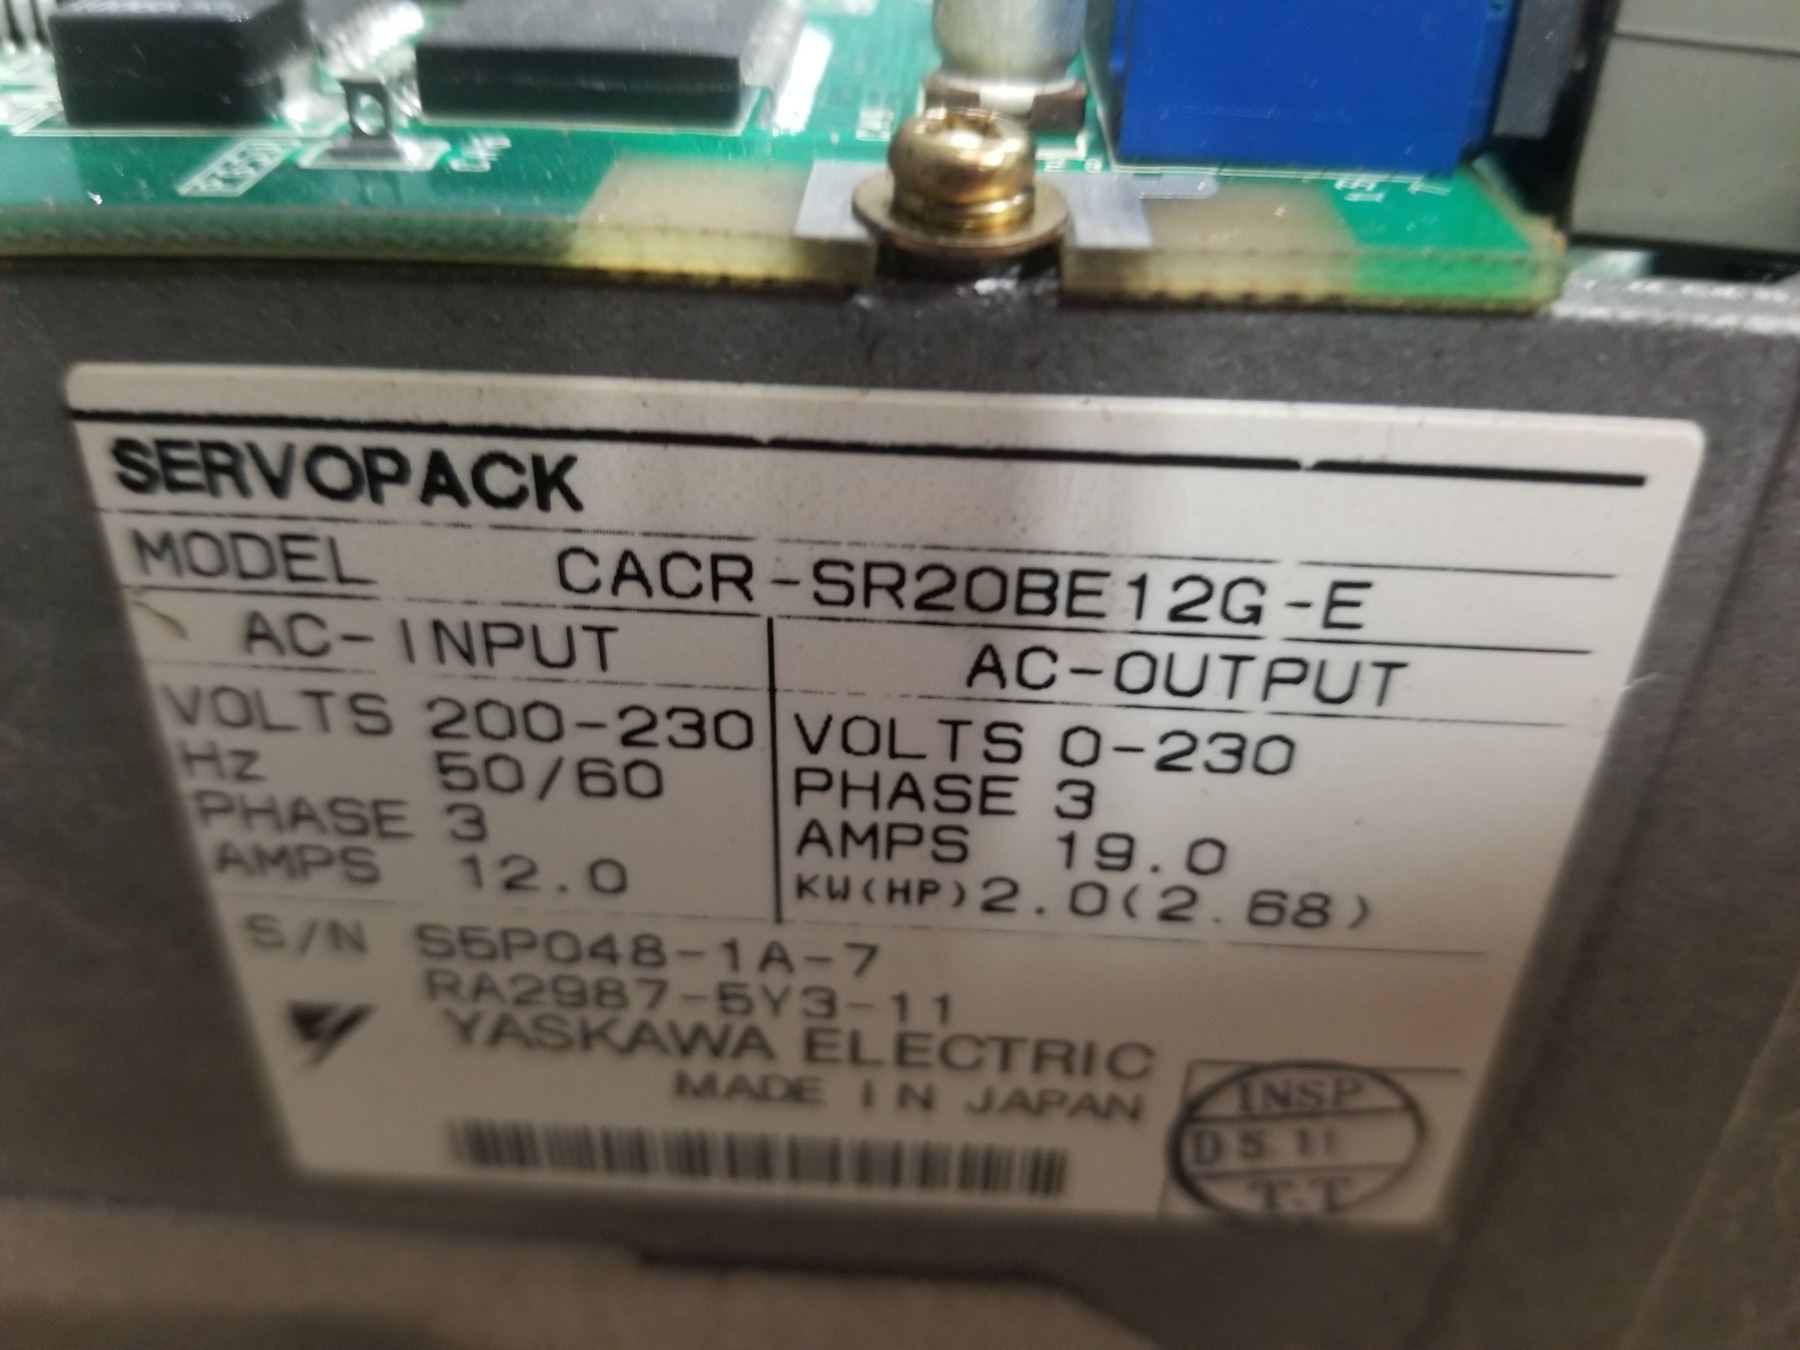 SERVOPACK
MODEL CACR-SR20BE12G-E
AC-INPUT AC-OUTPUT
VOLTS 200-230 VOLTS 0-230
Hz 50/60 PHASE 3
PHASE 3 AMPS 19.0
AMPS 12.0 KW(HP)2.0(2.68)
S/N S5P048-1A-7
RA2987-5Y3-11
YASKAWA ELECTRIC
MADE IN JAPAN
INSP
D 5.11
T.T